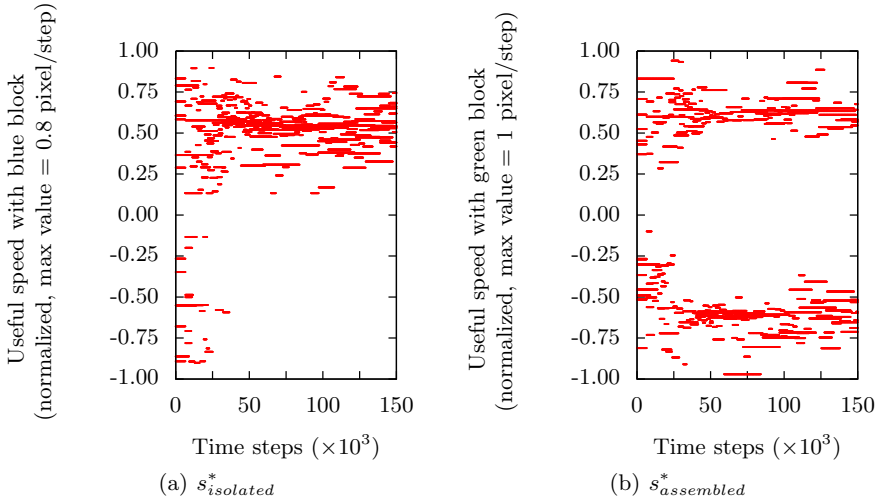 Useful speed with blue block
(normalized, max value = 0.8 pixel/step)
1.00
0.75
0.50
0.25
0.00
-0.25
-0.50
-0.75
-1.00
0 50 100 150
Time steps (×10³)
(a) s*isolated
Useful speed with green block
(normalized, max value = 1 pixel/step)
1.00
0.75
0.50
0.25
0.00
-0.25
-0.50
-0.75
-1.00
0 50 100 150
Time steps (×10³)
(b) s*assembled